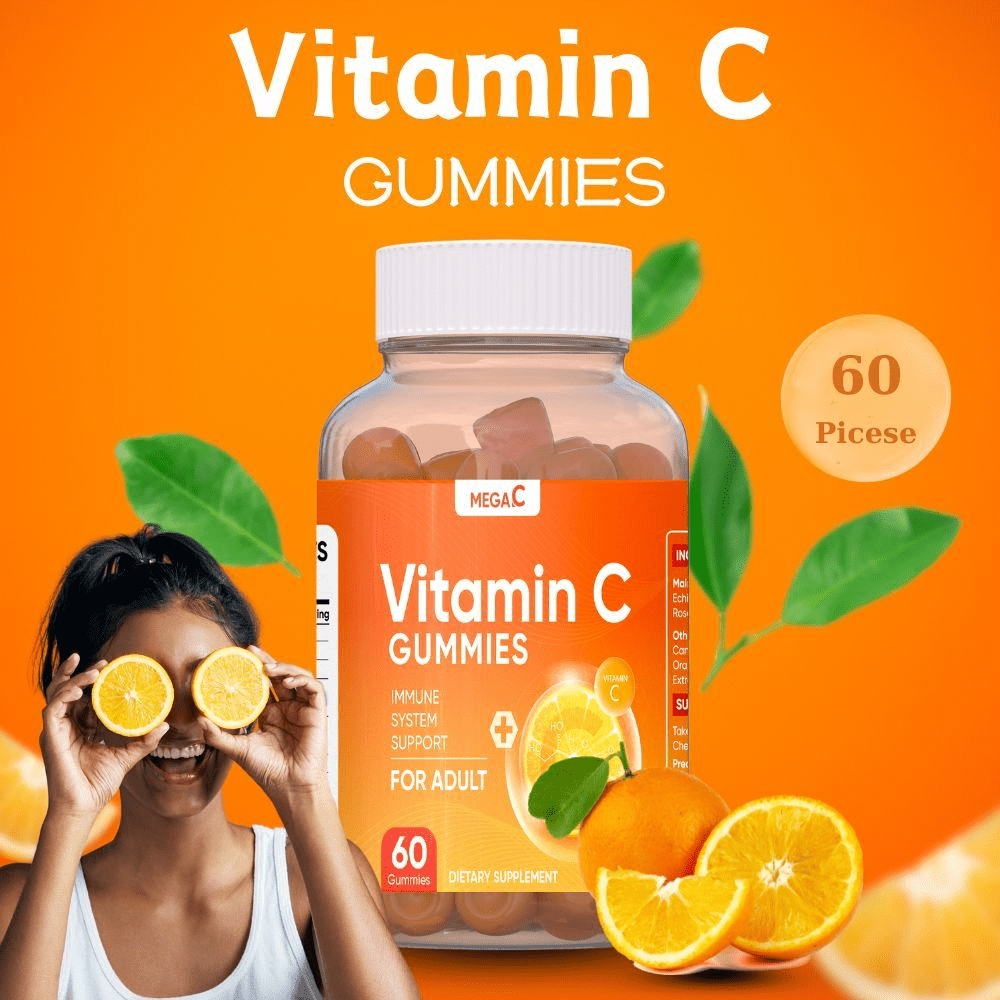 Vitamin C
GUMMIES
60
Picese
MEGA C
Vitamin C
GUMMIES
IMMUNE
SYSTEM
SUPPORT
FOR ADULT
VITAMIN
C
60
Gummies
DIETARY SUPPLEMENT